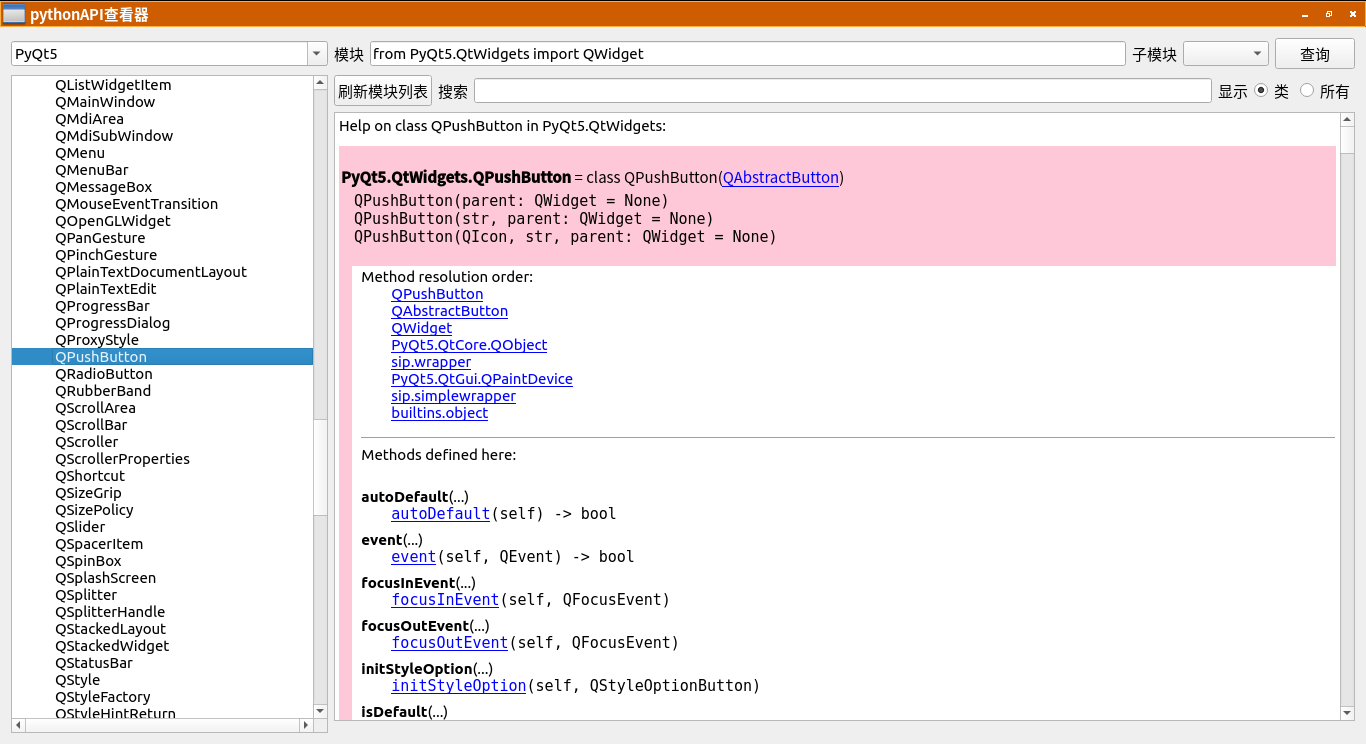 pythonAPI查看器
PyQt5
模块 from PyQt5.QtWidgets import QWidget 子模块 查询
QListWidgetItem
QMainWindow
QMdiArea
QMdiSubWindow
QMenu
QMenuBar
QMessageBox
QMouseEventTransition
QOpenGLWidget
QPanGesture
QPinchGesture
QPlainTextDocumentLayout
QPlainTextEdit
QProgressBar
QProgressDialog
QProxyStyle
QPushButton
QRadioButton
QRubberBand
QScrollArea
QScrollBar
QScroller
QScrollerProperties
QShortcut
QSizeGrip
QSizePolicy
QSlider
QSpacerItem
QSpinBox
QSplashScreen
QSplitter
QSplitterHandle
QStackedLayout
QStackedWidget
QStatusBar
QStyle
QStyleFactory
QStyleHintReturn
刷新模块列表 搜索 显示 类 所有
Help on class QPushButton in PyQt5.QtWidgets:
PyQt5.QtWidgets.QPushButton = class QPushButton(QAbstractButton)
QPushButton(parent: QWidget = None)
QPushButton(str, parent: QWidget = None)
QPushButton(QIcon, str, parent: QWidget = None)
Method resolution order:
QPushButton
QAbstractButton
QWidget
PyQt5.QtCore.QObject
sip.wrapper
PyQt5.QtGui.QPaintDevice
sip.simplewrapper
builtins.object
Methods defined here:
autoDefault(...)
autoDefault(self) -> bool
event(...)
event(self, QEvent) -> bool
focusInEvent(...)
focusInEvent(self, QFocusEvent)
focusOutEvent(...)
focusOutEvent(self, QFocusEvent)
initStyleOption(...)
initStyleOption(self, QStyleOptionButton)
isDefault(...)